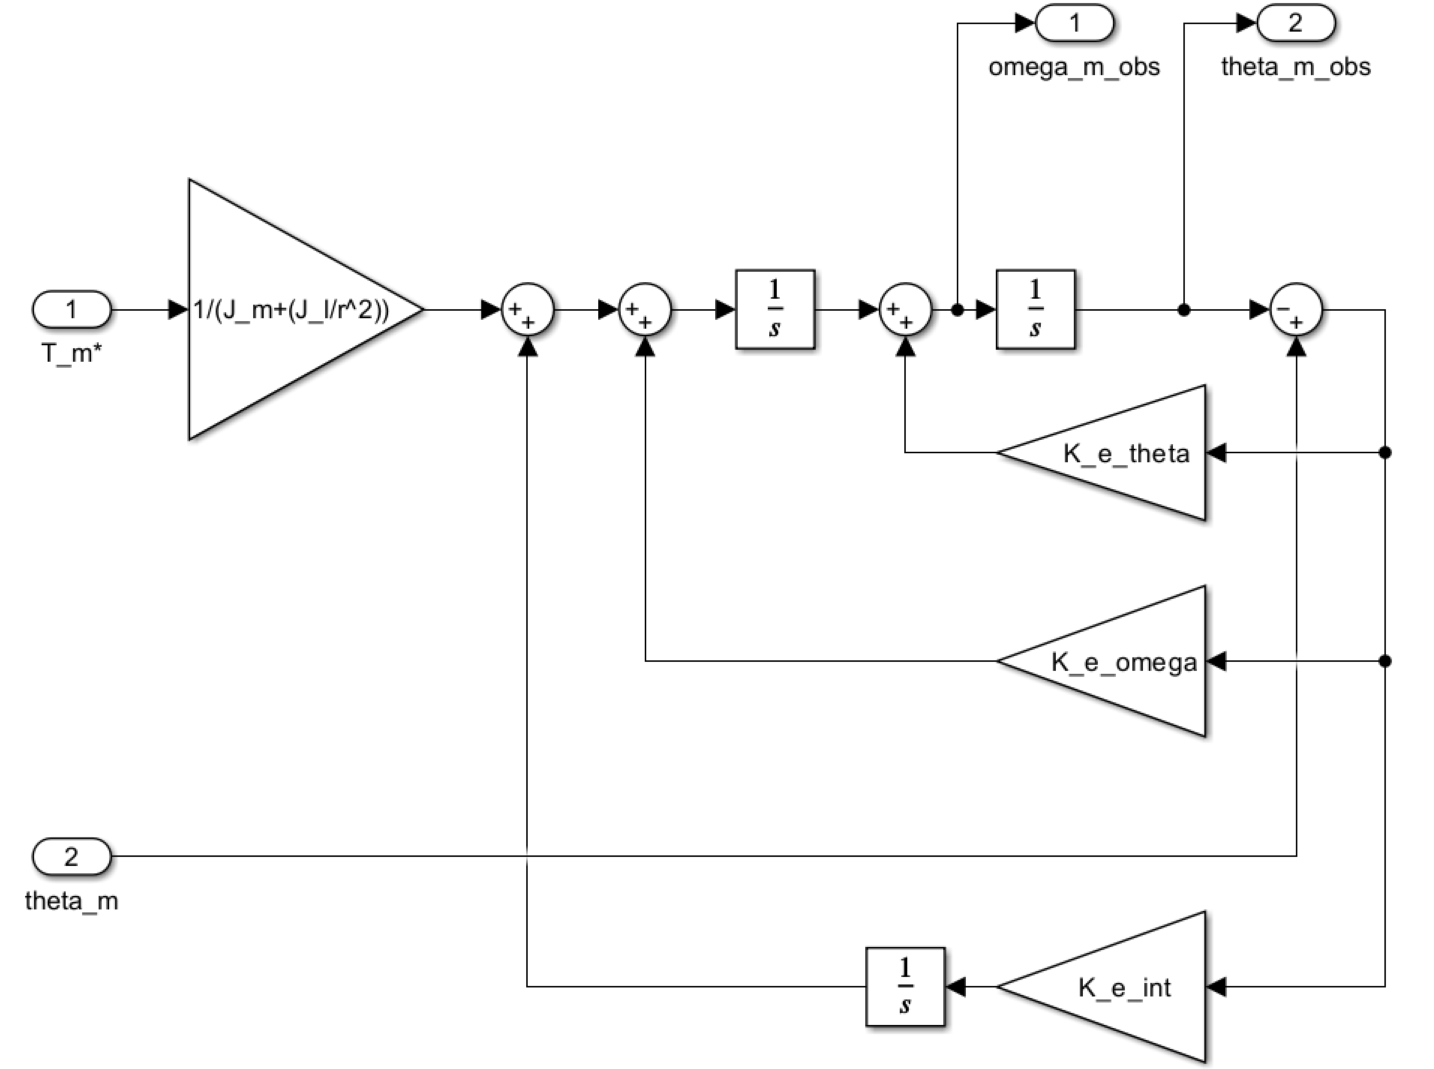 1
omega_m_obs
2
theta_m_obs
1
T_m*
1/(J_m+(J_l/r^2))
+
+
+
+
1
s
+
+
1
s
−
+
K_e_theta
K_e_omega
2
theta_m
1
s
K_e_int